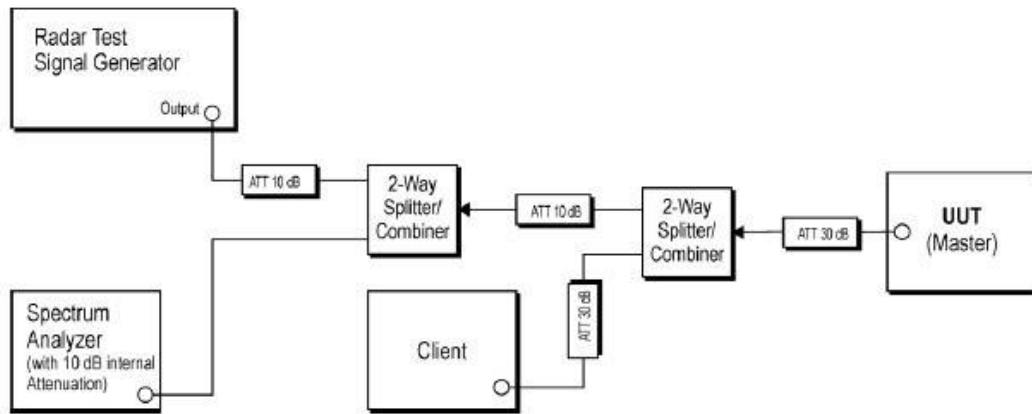 Radar Test
Signal Generator
Output
ATT 10 dB
2-Way
Splitter/
Combiner
ATT 10 dB
2-Way
Splitter/
Combiner
ATT 30 dB
UUT
(Master)
Spectrum
Analyzer
(with 10 dB internal
Attenuation)
Client
ATT 30 dB